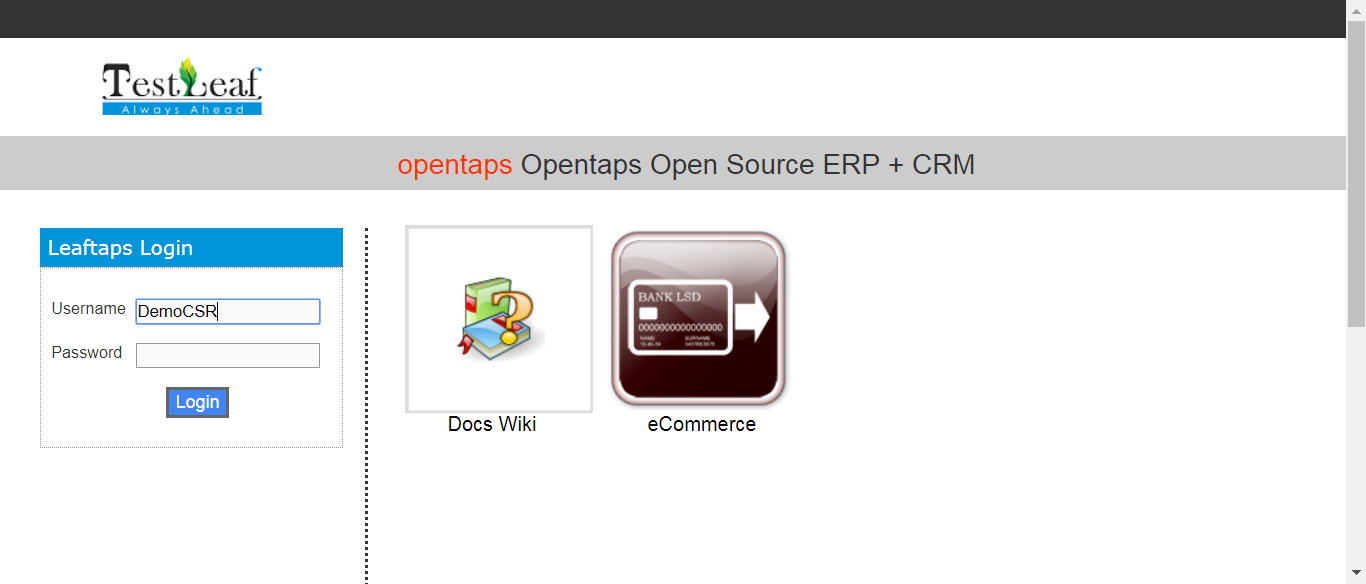 TestLeaf
Always Ahead
opentaps Opentaps Open Source ERP + CRM
Leaftaps Login
Username DemoCSR
Password
Login
BANK LSD
0000000000000000
NAME SURNAME
Docs Wiki
eCommerce